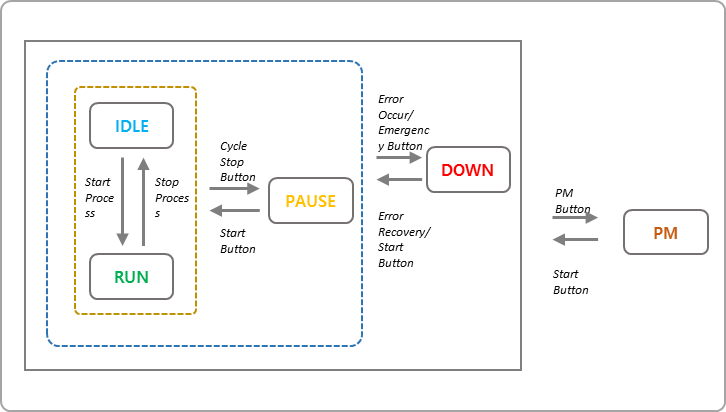 IDLE
Start
Proce
ss
Stop
Proces
s
RUN
Cycle
Stop
Button
PAUSE
Start
Button
Error
Occur/
Emergenc
y Button
DOWN
Error
Recovery/
Start
Button
PM
Button
PM
Start
Button